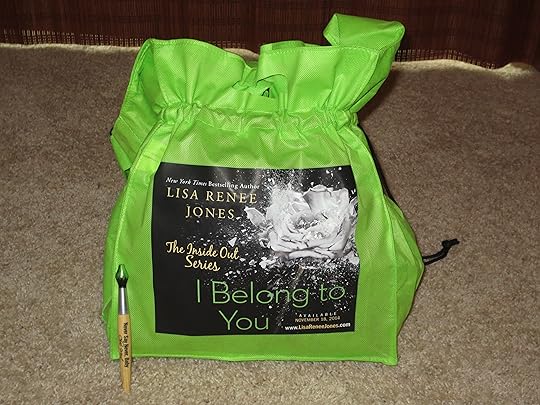 New York Times Bestselling Author
LISA RENEE
JONES
The Inside Out
Series
I Belong to
You
AVAILABLE
NOVEMBER 18, 2014
www.LisaReneeJones.com